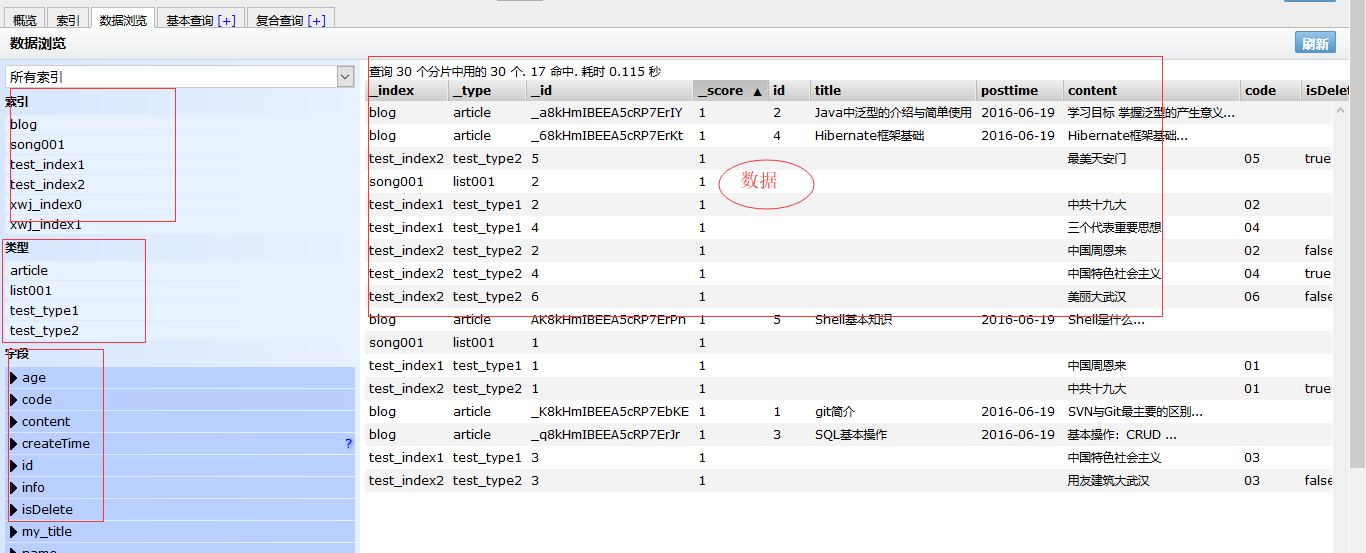 概览 索引 数据浏览 基本查询 [+] 复合查询 [+]
数据浏览 刷新
所有索引
索引
blog
song001
test_index1
test_index2
xwj_index0
xwj_index1
类型
article
list001
test_type1
test_type2
字段
age
code
content
createTime ?
id
info
isDelete
my_title
name
查询 30 个分片中用的 30 个. 17 命中. 耗时 0.115 秒
_index _type _id _score ▲ id title posttime content code isDelet
blog article _a8kHmIBEEA5cRP7ErIY 1 2 Java中泛型的介绍与简单使用 2016-06-19 学习目标 掌握泛型的产生意义...
blog article _68kHmIBEEA5cRP7ErKt 1 4 Hibernate框架基础 2016-06-19 Hibernate框架基础...
test_index2 test_type2 5 1 最美天安门 05 true
song001 list001 2 1 数据
test_index1 test_type1 2 1 中共十九大 02
test_index1 test_type1 4 1 三个代表重要思想 04
test_index2 test_type2 2 1 中国周恩来 02 false
test_index2 test_type2 4 1 中国特色社会主义 04 true
test_index2 test_type2 6 1 美丽大武汉 06 false
blog article AK8kHmIBEEA5cRP7ErPn 1 5 Shell基本知识 2016-06-19 Shell是什么...
song001 list001 1 1
test_index1 test_type1 1 1 中国周恩来 01
test_index2 test_type2 1 1 中共十九大 01 true
blog article _K8kHmIBEEA5cRP7EbKE 1 1 git简介 2016-06-19 SVN与Git最主要的区别...
blog article _q8kHmIBEEA5cRP7ErJr 1 3 SQL基本操作 2016-06-19 基本操作：CRUD ...
test_index1 test_type1 3 1 中国特色社会主义 03
test_index2 test_type2 3 1 用友建筑大武汉 03 false